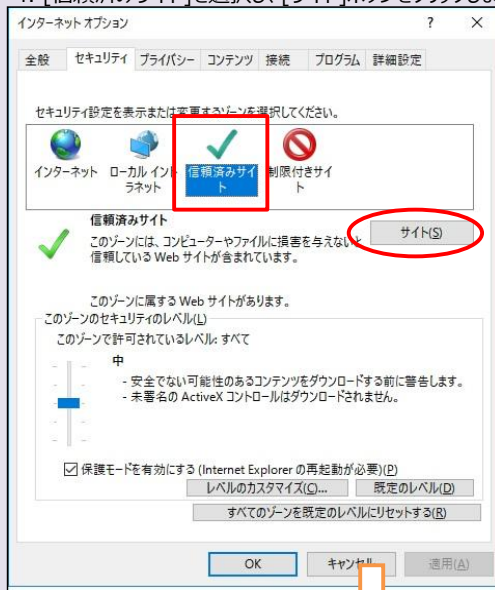 インターネット オプション ? ×
全般 セキュリティ プライバシー コンテンツ 接続 プログラム 詳細設定
セキュリティ設定を表示または変更するゾーンを選択してください。
インターネット ローカル イントラネット 信頼済みサイト 制限付きサイト
信頼済みサイト
サイト(S)
このゾーンには、コンピューターやファイルに損害を与えないと
信頼している Web サイトが含まれています。
このゾーンに属する Web サイトがあります。
このゾーンのセキュリティのレベル(L)
このゾーンで許可されているレベル: すべて
中
- 安全でない可能性のあるコンテンツをダウンロードする前に警告します。
- 未署名の ActiveX コントロールはダウンロードされません。
保護モードを有効にする (Internet Explorer の再起動が必要)(P)
レベルのカスタマイズ(C)... 既定のレベル(D)
すべてのゾーンを既定のレベルにリセットする(R)
OK キャンセル 適用(A)